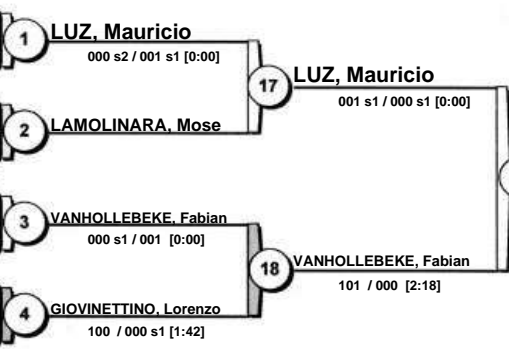 1
LUZ, Mauricio
000 s2 / 001 s1 [0:00]
17
LUZ, Mauricio
001 s1 / 000 s1 [0:00]
2
LAMOLINARA, Mose
3
VANHOLLEBEKE, Fabian
000 s1 / 001 [0:00]
18
VANHOLLEBEKE, Fabian
101 / 000 [2:18]
4
GIOVINETTINO, Lorenzo
100 / 000 s1 [1:42]